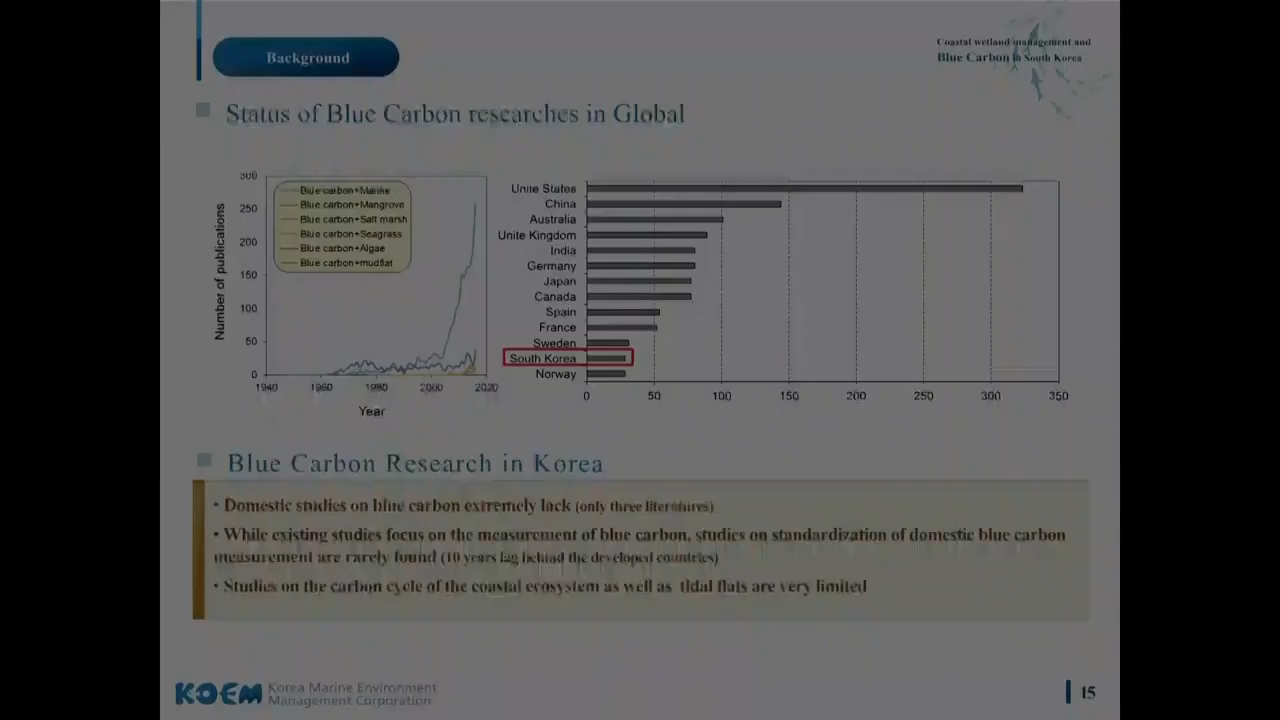 Background
Coastal wetland management and
Blue Carbon in South Korea
Status of Blue Carbon researches in Global
Number of publications
300
250
200
150
100
50
0
Blue carbon+Marine
Blue carbon+Mangrove
Blue carbon+Salt marsh
Blue carbon+Seagrass
Blue carbon+Algae
Blue carbon+mudflat
1940 1960 1980 2000 2020
Year
Unite States
China
Australia
Unite Kingdom
India
Germany
Japan
Canada
Spain
France
Sweden
South Korea
Norway
0 50 100 150 200 250 300 350
Blue Carbon Research in Korea
• Domestic studies on blue carbon extremely lack (only three literatures)
• While existing studies focus on the measurement of blue carbon, studies on standardization of domestic blue carbon
measurement are rarely found (10 years lag behind the developed countries)
• Studies on the carbon cycle of the coastal ecosystem as well as tidal flats are very limited
KOEM Korea Marine Environment
Management Corporation
15